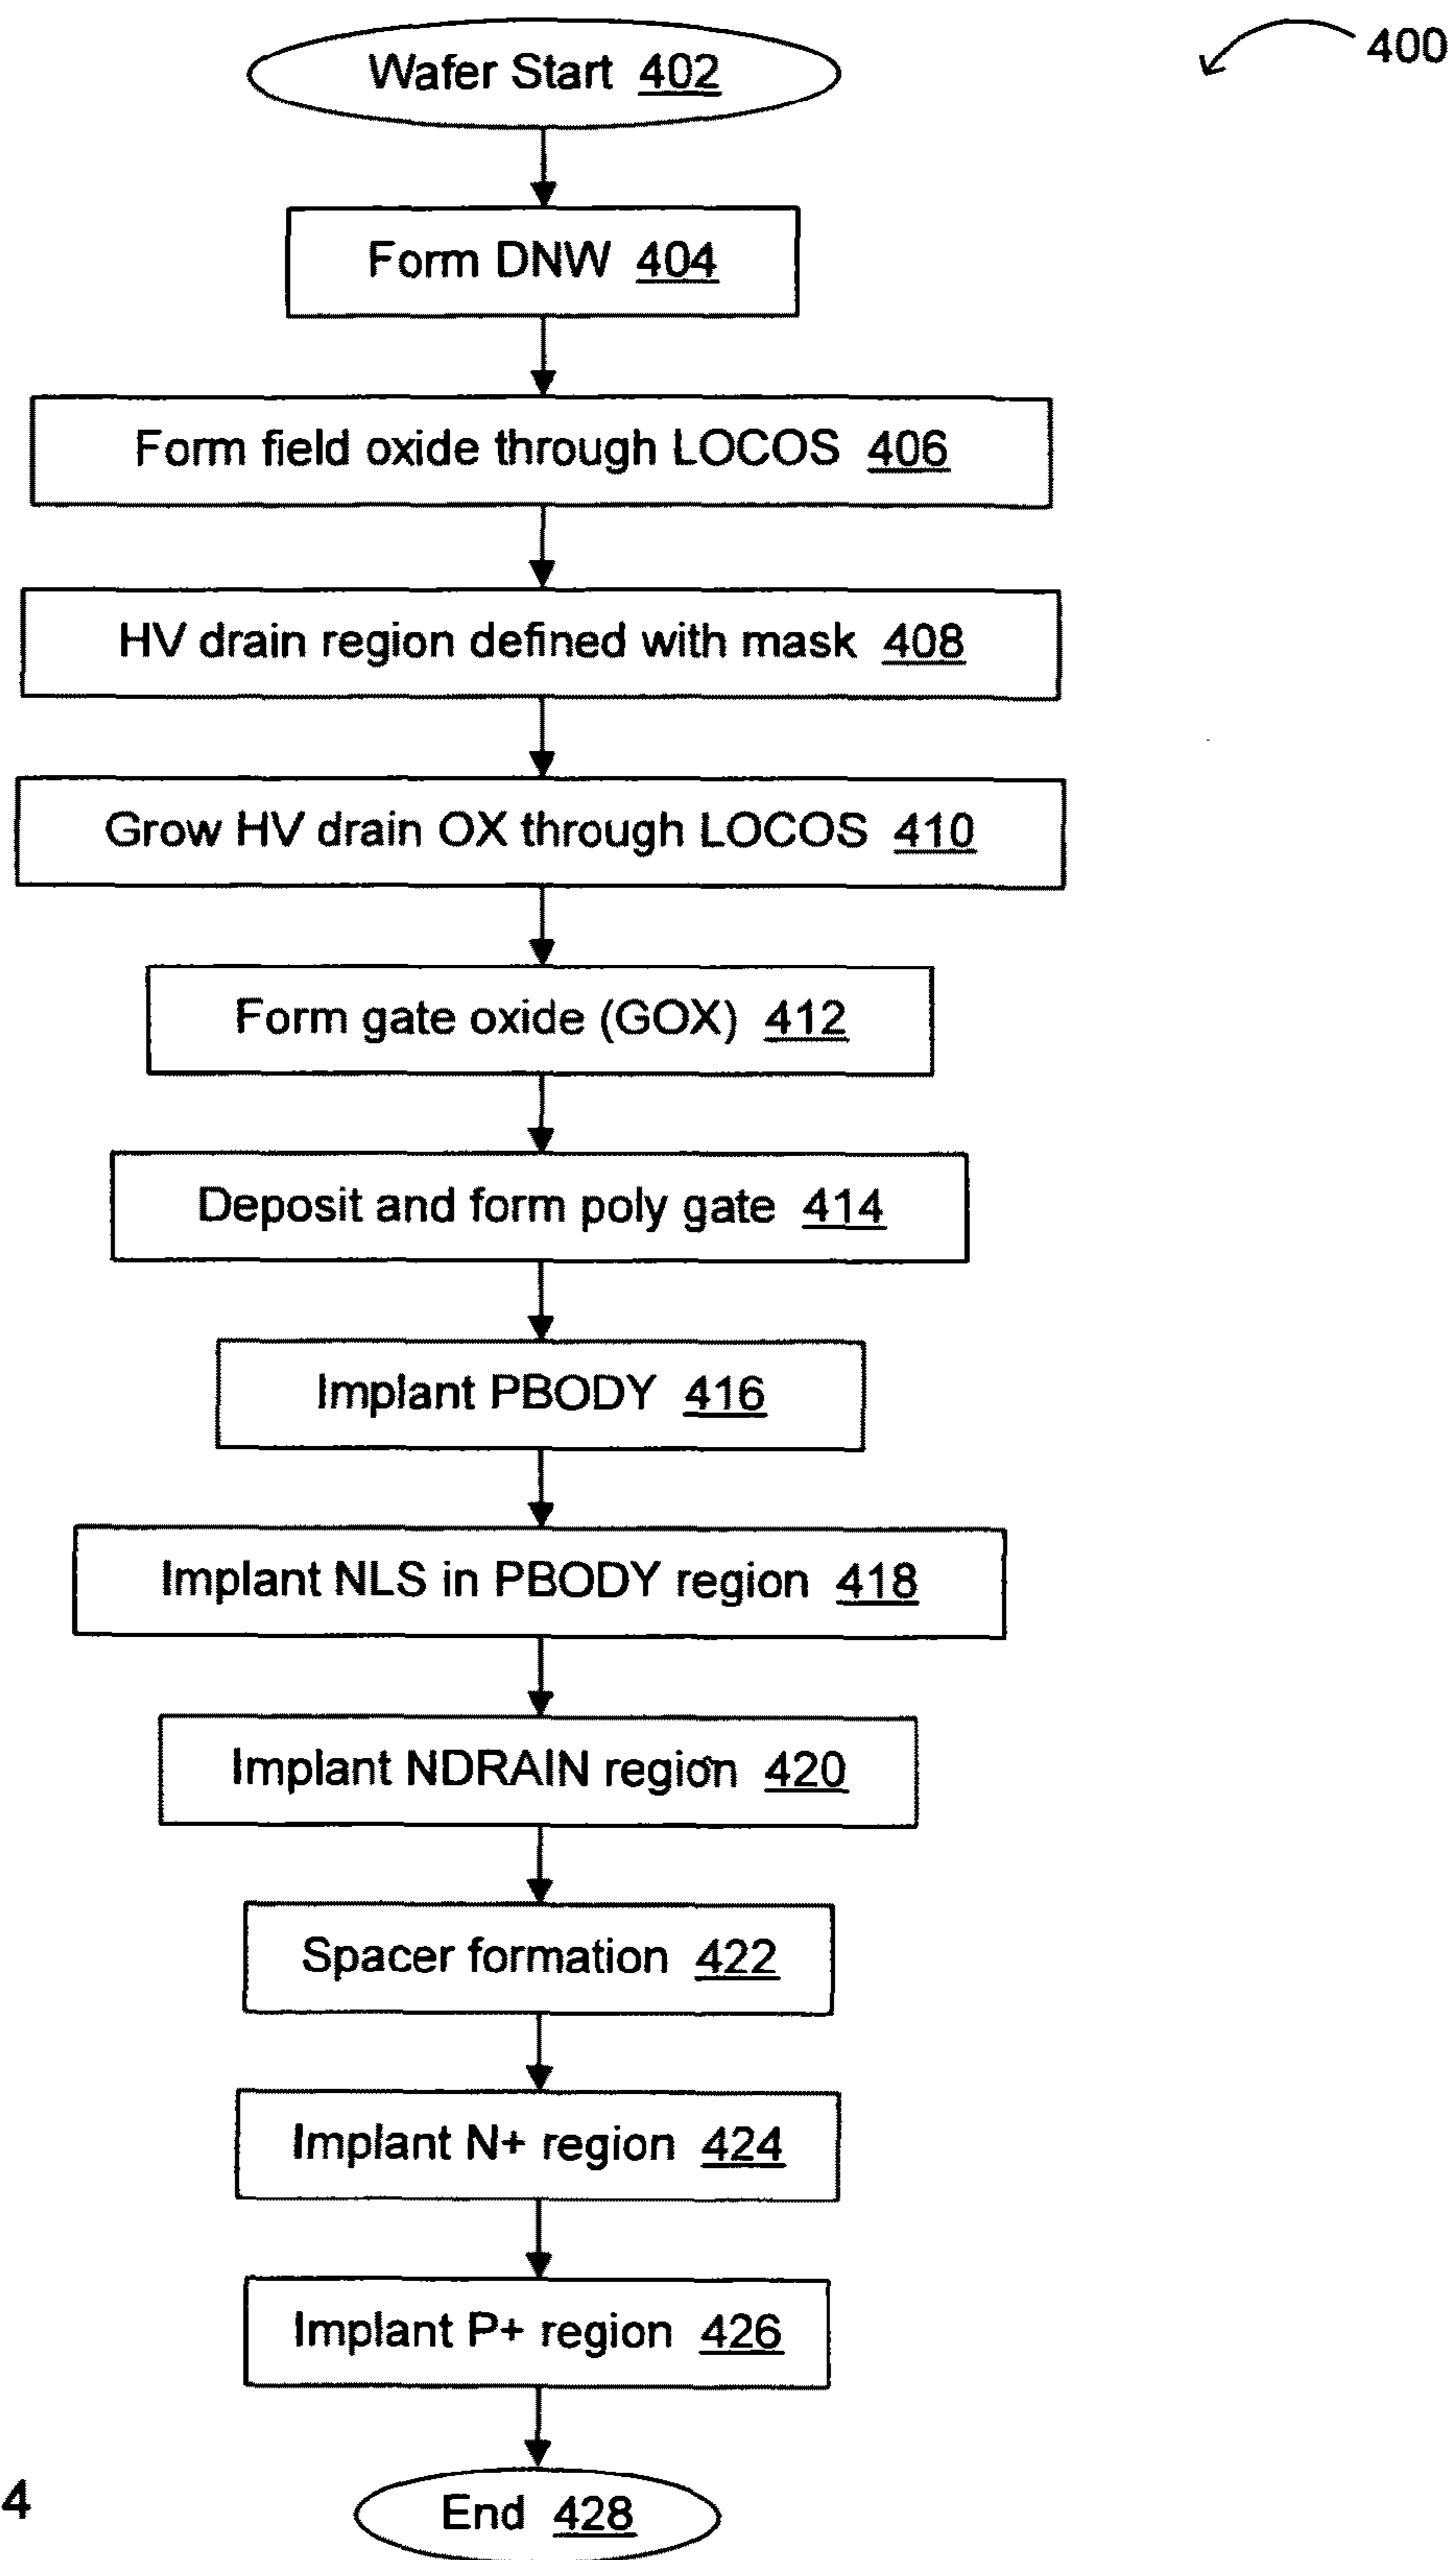 400
Wafer Start 402
Form DNW 404
Form field oxide through LOCOS 406
HV drain region defined with mask 408
Grow HV drain OX through LOCOS 410
Form gate oxide (GOX) 412
Deposit and form poly gate 414
Implant PBODY 416
Implant NLS in PBODY region 418
Implant NDRAIN region 420
Spacer formation 422
Implant N+ region 424
Implant P+ region 426
End 428
4